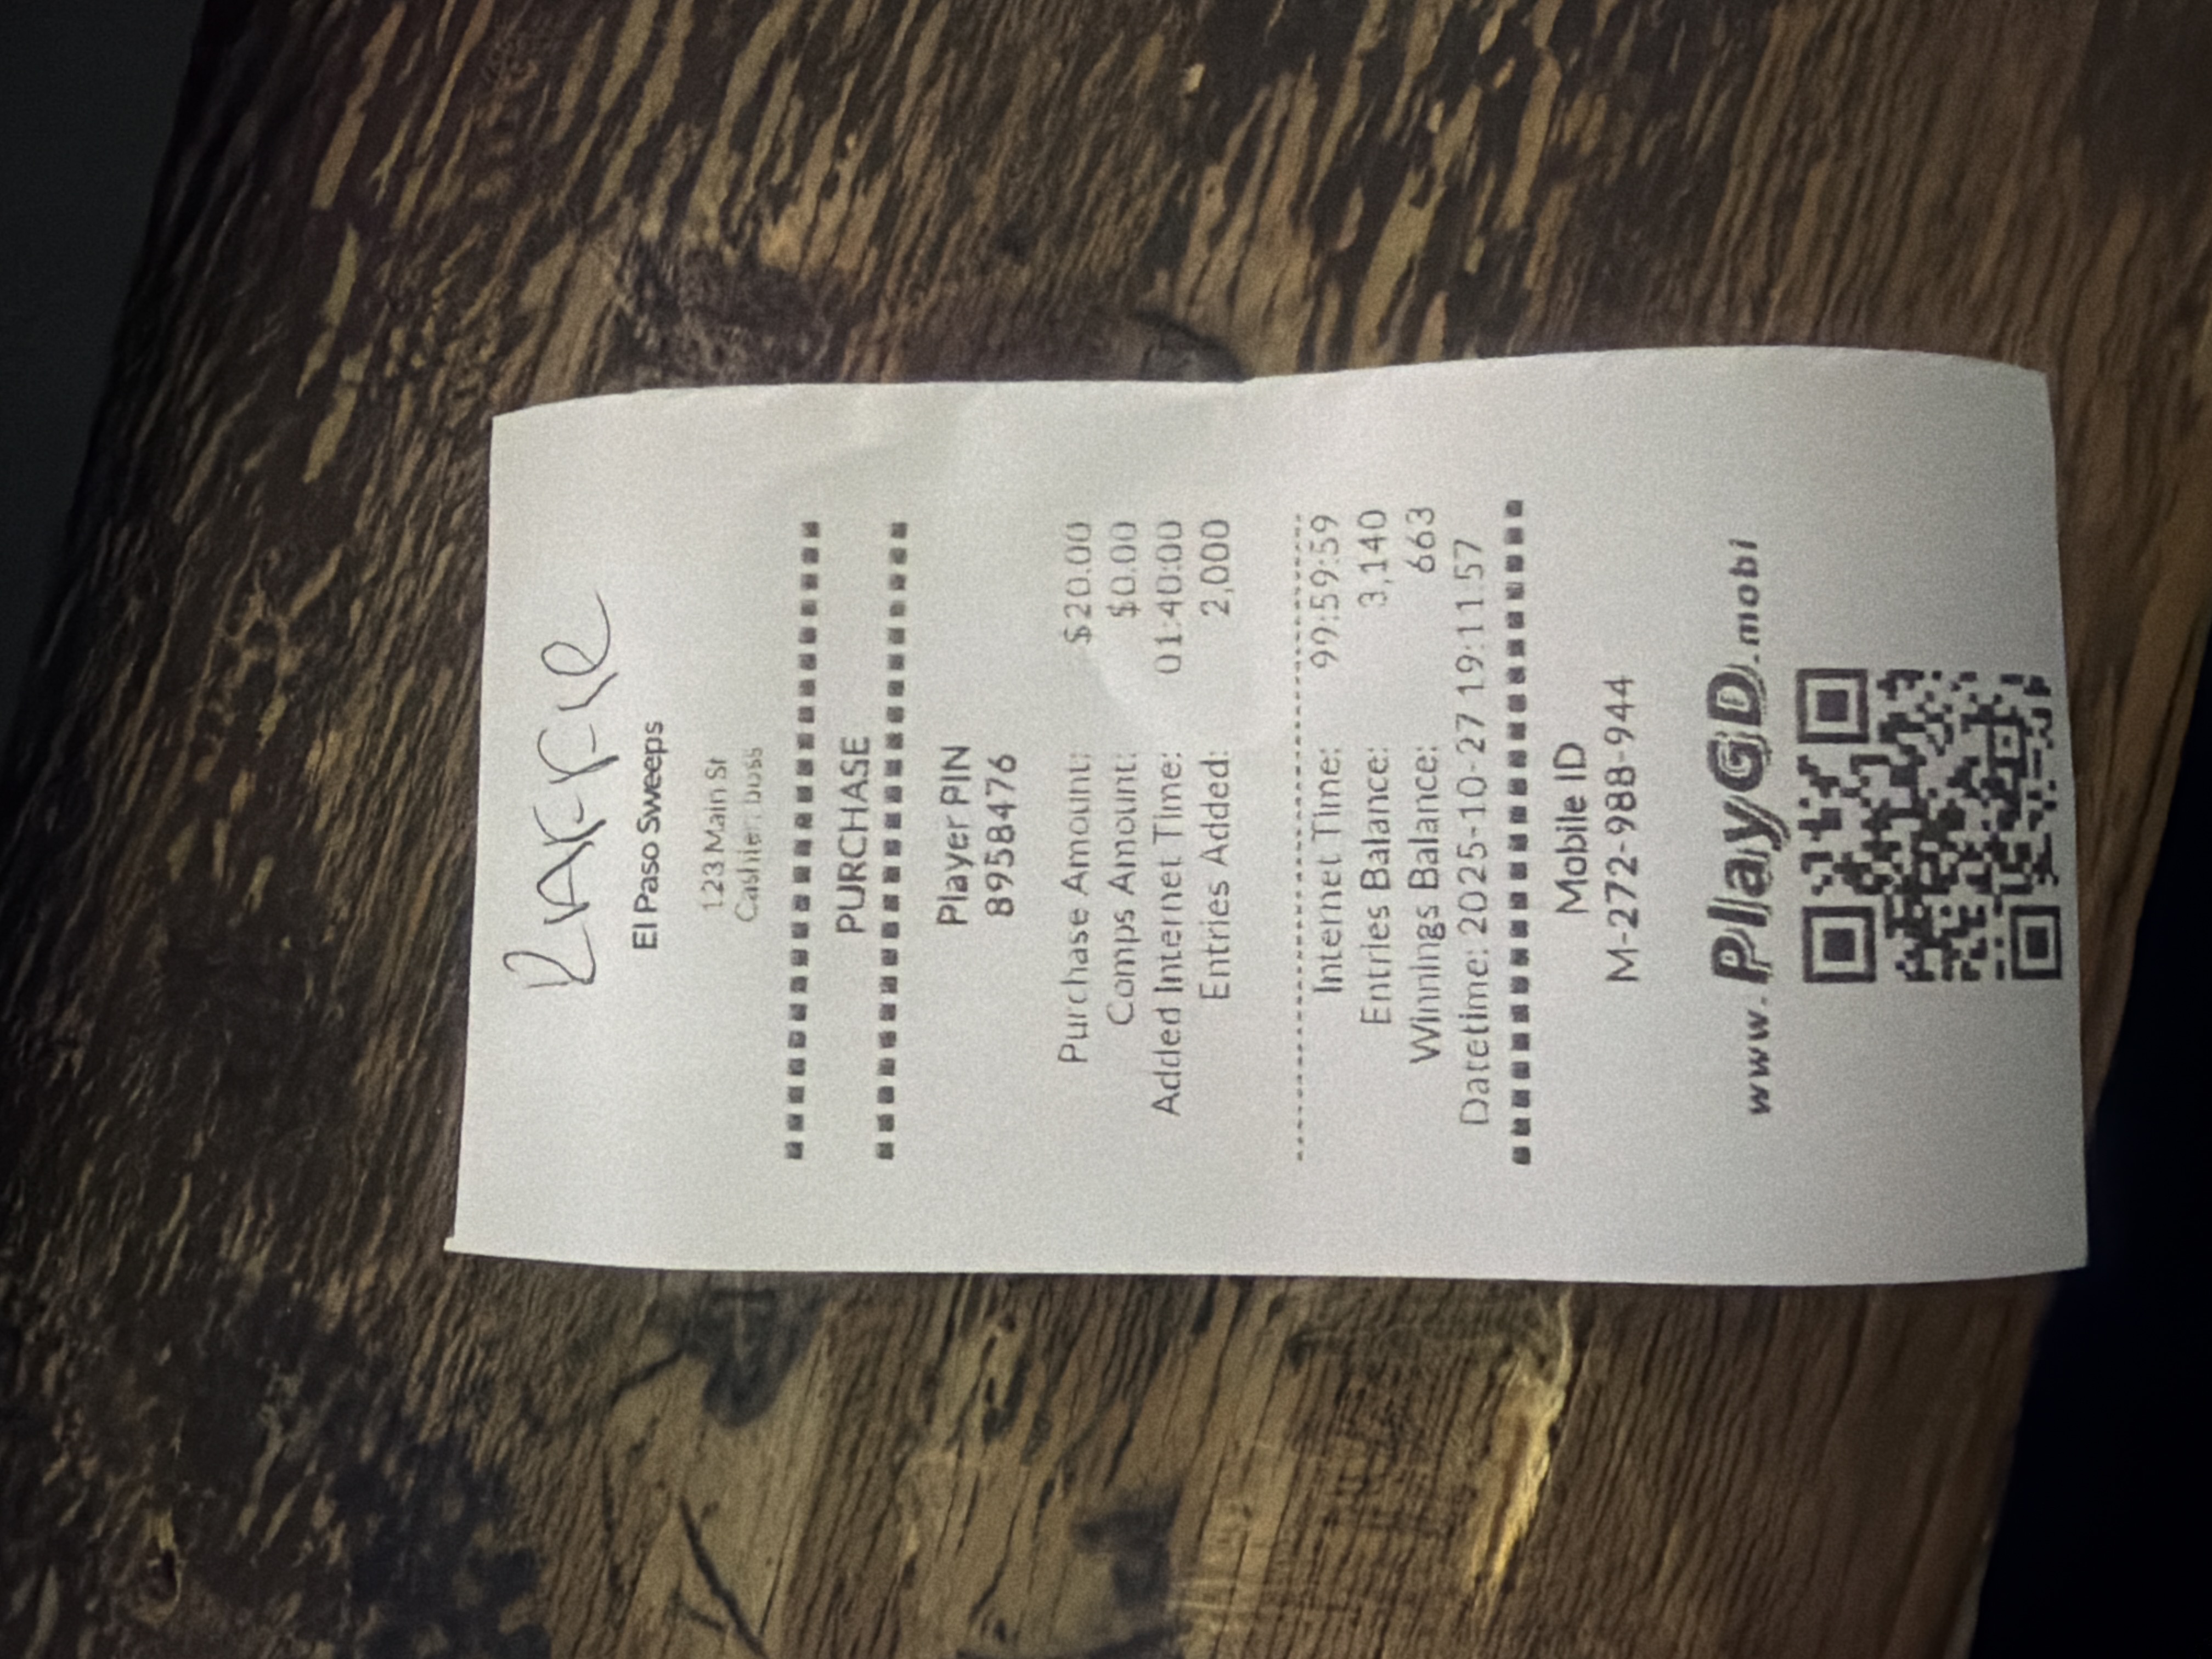 RAFFle
El Paso Sweeps
123 Main St
Cashier: boss
PURCHASE
Player PIN
8958476
Purchase Amount: $20.00
Comps Amount: $0.00
Added Internet Time: 01:40:00
Entries Added: 2,000
Internet Time: 99:59:59
Entries Balance: 3,140
Winnings Balance: 663
Datetime: 2025-10-27 19:11:57
Mobile ID
M-272-988-944
www.PlayGD.mobi